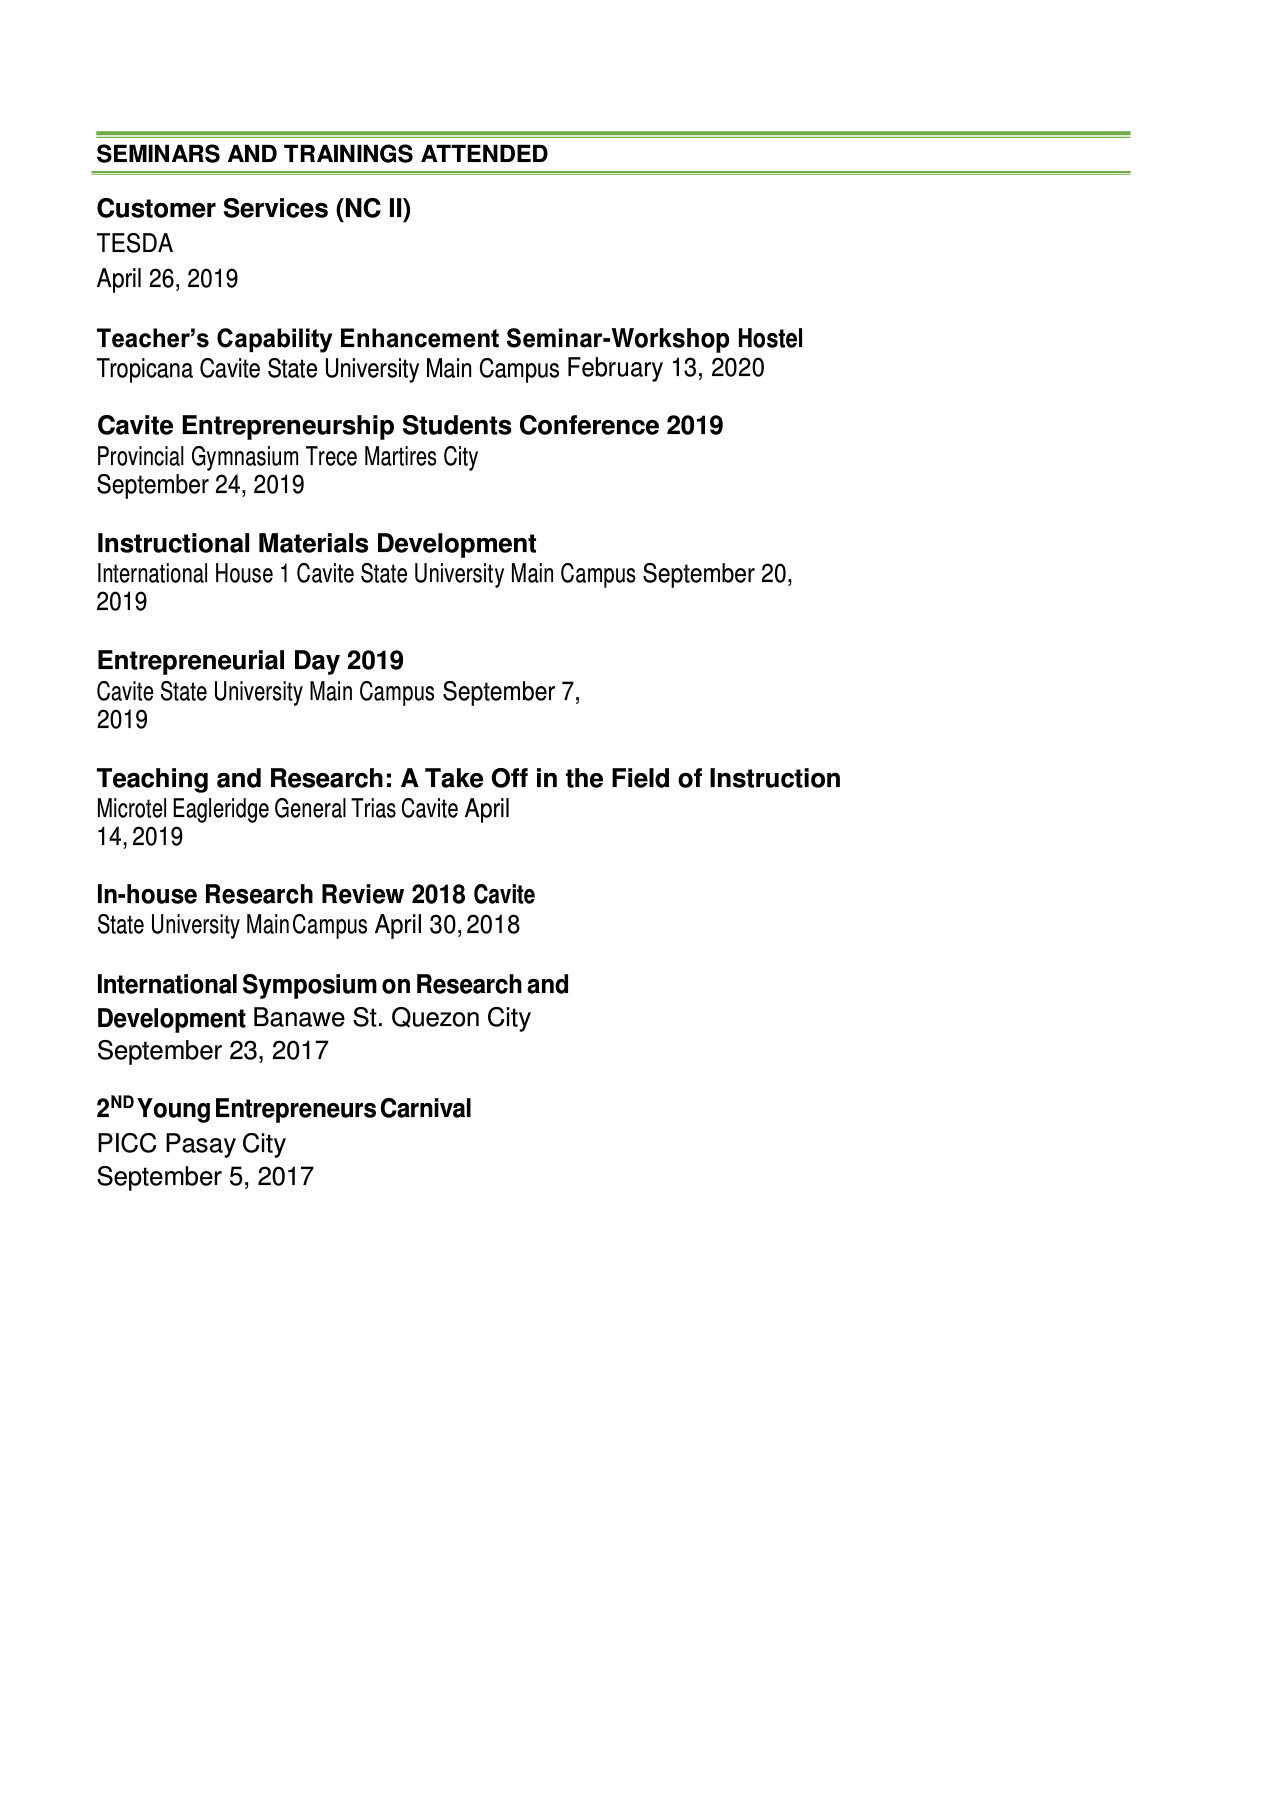 SEMINARS AND TRAININGS ATTENDED
Customer Services (NC II)
TESDA
April 26, 2019
Teacher’s Capability Enhancement Seminar-Workshop Hostel
Tropicana Cavite State University Main Campus February 13, 2020
Cavite Entrepreneurship Students Conference 2019
Provincial Gymnasium Trece Martires City
September 24, 2019
Instructional Materials Development
International House 1 Cavite State University Main Campus September 20,
2019
Entrepreneurial Day 2019
Cavite State University Main Campus September 7,
2019
Teaching and Research: A Take Off in the Field of Instruction
Microtel Eagleridge General Trias Cavite April
14, 2019
In-house Research Review 2018 Cavite
State University Main Campus April 30, 2018
International Symposium on Research and
Development Banawe St. Quezon City
September 23, 2017
2ND Young Entrepreneurs Carnival
PICC Pasay City
September 5, 2017